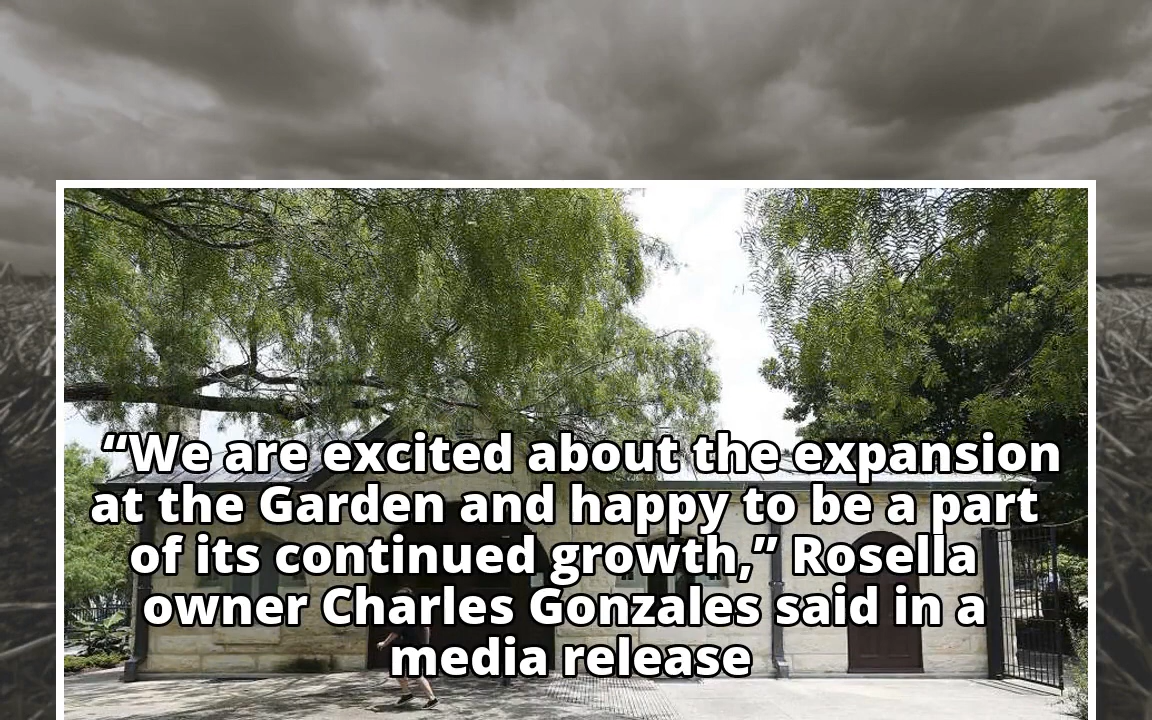 “We are excited about the expansion
at the Garden and happy to be a part
of its continued growth,” Rosella
owner Charles Gonzales said in a
media release